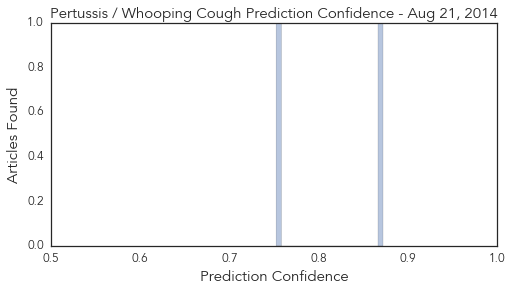 Pertussis / Whooping Cough Prediction Confidence - Aug 21, 2014
1.0
0.8
0.6
0.4
0.2
0.0
Articles Found
0.5 0.6 0.7 0.8 0.9 1.0
Prediction Confidence